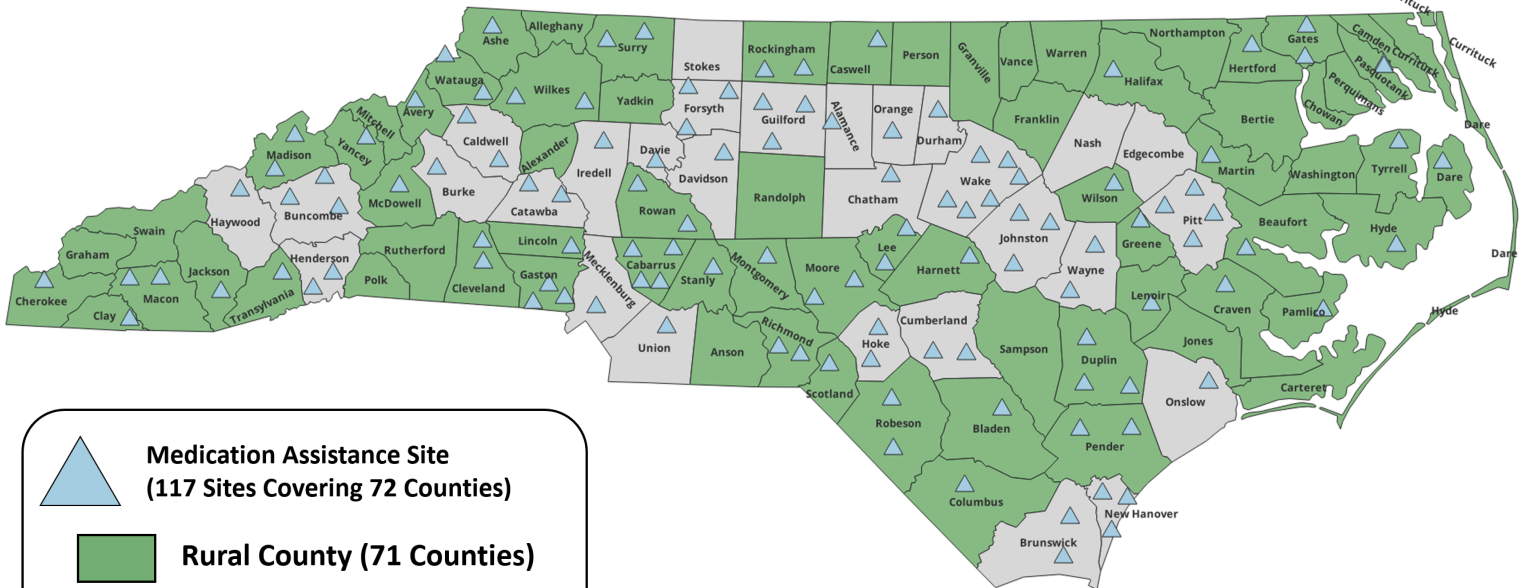 rituck
Ashe
Alleghany
Surry
Stokes
Rockingham
Caswell
Person
Granville
Vance
Warren
Northampton
Halifax
Hertford
Gates
Camden
Currituck
Currituck
Pasquotank
Perquimans
Chowan
Watauga
Wilkes
Yadkin
Forsyth
Guilford
Alamance
Orange
Durham
Franklin
Nash
Edgecombe
Bertie
Dare
Avery
Mitchell
Yancey
Madison
Caldwell
Alexander
Iredell
Davie
Davidson
Randolph
Chatham
Wake
Wilson
Martin
Washington
Tyrrell
Dare
Haywood
Buncombe
McDowell
Burke
Catawba
Rowan
Johnston
Greene
Pitt
Beaufort
Hyde
Dare
Swain
Graham
Jackson
Henderson
Rutherford
Lincoln
Cabarrus
Stanly
Montgomery
Moore
Lee
Harnett
Wayne
Lenoir
Craven
Pamlico
Hyde
Cherokee
Clay
Macon
Transylvania
Polk
Cleveland
Gaston
Mecklenburg
Union
Anson
Richmond
Hoke
Cumberland
Sampson
Duplin
Jones
Onslow
Carteret
Scotland
Robeson
Bladen
Pender
Columbus
New Hanover
Brunswick
Medication Assistance Site
(117 Sites Covering 72 Counties)
Rural County (71 Counties)